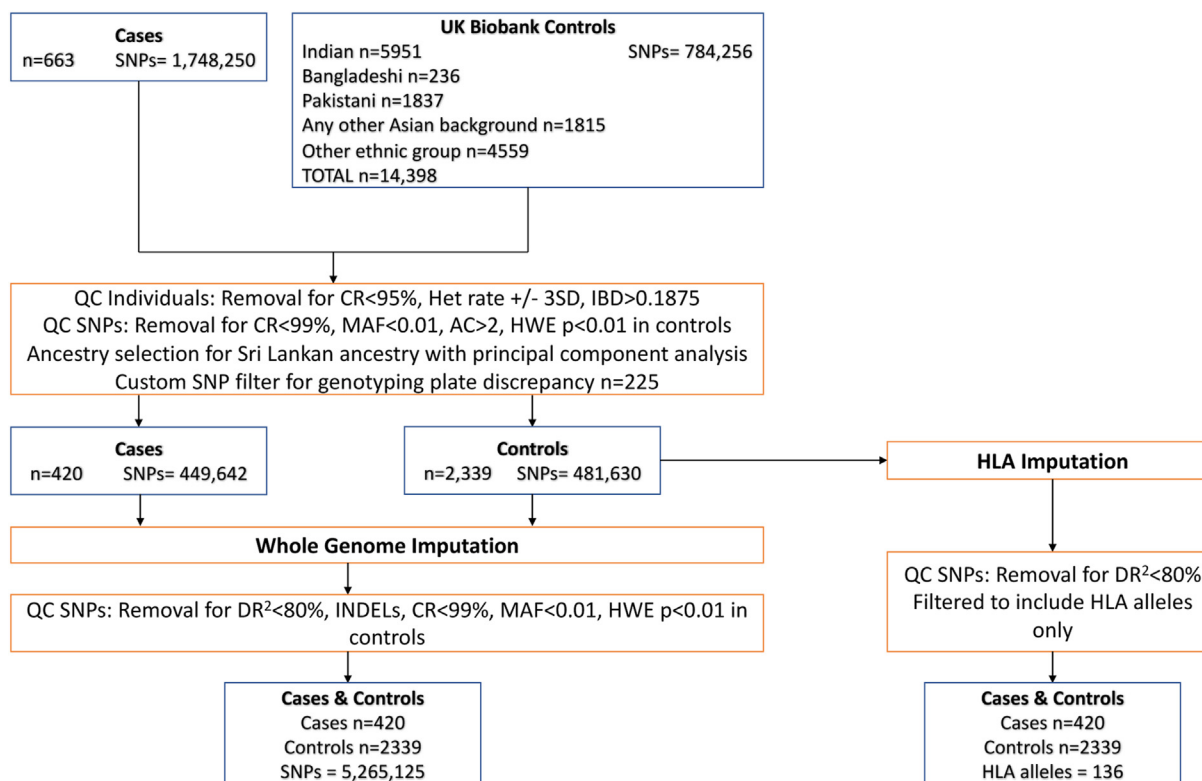 Cases
n=663 SNPs= 1,748,250
UK Biobank Controls
Indian n=5951 SNPs= 784,256
Bangladeshi n=236
Pakistani n=1837
Any other Asian background n=1815
Other ethnic group n=4559
TOTAL n=14,398
QC Individuals: Removal for CR<95%, Het rate +/- 3SD, IBD>0.1875
QC SNPs: Removal for CR<99%, MAF<0.01, AC>2, HWE p<0.01 in controls
Ancestry selection for Sri Lankan ancestry with principal component analysis
Custom SNP filter for genotyping plate discrepancy n=225
Cases
n=420 SNPs= 449,642
Controls
n=2,339 SNPs= 481,630
HLA Imputation
Whole Genome Imputation
QC SNPs: Removal for DR²<80%, INDELs, CR<99%, MAF<0.01, HWE p<0.01 in
controls
QC SNPs: Removal for DR²<80%
Filtered to include HLA alleles
only
Cases & Controls
Cases n=420
Controls n=2339
SNPs = 5,265,125
Cases & Controls
Cases n=420
Controls n=2339
HLA alleles = 136